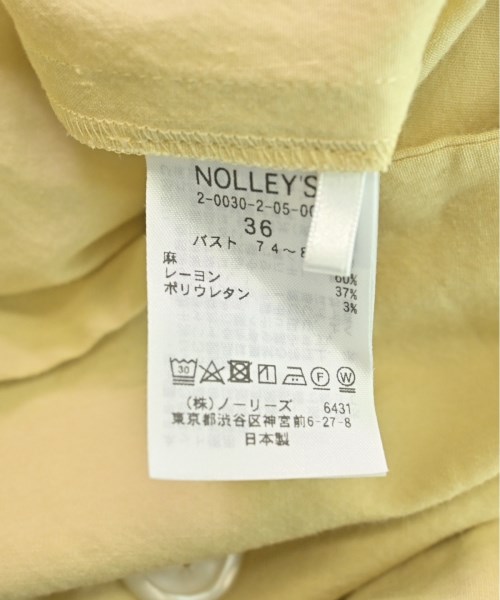 NOLLEY'S
2-0030-2-05-00
36
バスト 74～8
麻 60%
レーヨン 37%
ポリウレタン 3%
30 F W
(株)ノーリーズ 6431
東京都渋谷区神宮前6-27-8
日本製